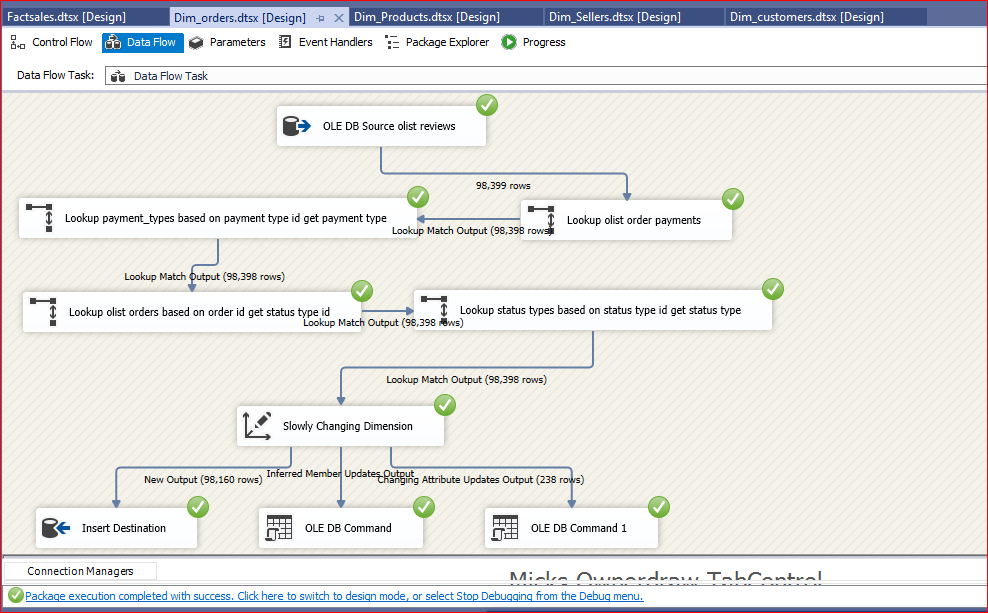 Factsales.dtsx [Design] Dim_orders.dtsx [Design] Dim_Products.dtsx [Design] Dim_Sellers.dtsx [Design] Dim_customers.dtsx [Design]
Control Flow Data Flow Parameters Event Handlers Package Explorer Progress
Data Flow Task: Data Flow Task
OLE DB Source olist reviews
98,399 rows
Lookup payment_types based on payment type id get payment type
Lookup olist order payments
Lookup Match Output (98,398 rows)
Lookup Match Output (98,398 rows)
Lookup olist orders based on order id get status type id
Lookup status types based on status type id get status type
Lookup Match Output (98,398 rows)
Lookup Match Output (98,398 rows)
Slowly Changing Dimension
New Output (98,160 rows)
Inferred Member Updates Output
Changing Attribute Updates Output (238 rows)
Insert Destination
OLE DB Command
OLE DB Command 1
Connection Managers
Micks Ownerdraw TabControl
Package execution completed with success. Click here to switch to design mode, or select Stop Debugging from the Debug menu.